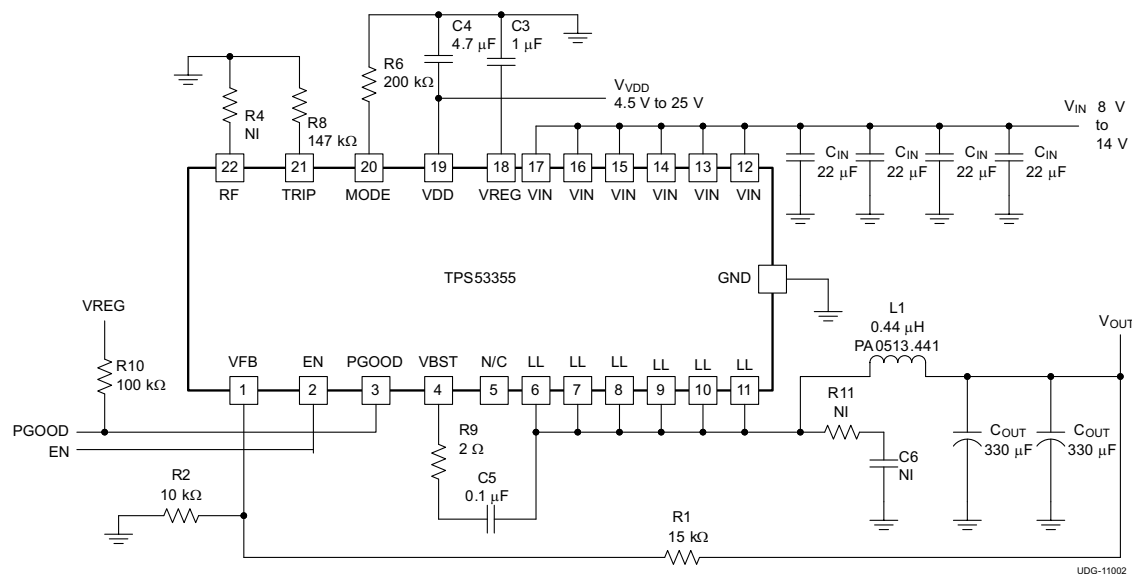 C4
4.7 μF
C3
1 μF
R6
200 kΩ
R4
NI
R8
147 kΩ
VVDD
4.5 V to 25 V
VIN 8 V
to
14 V
CIN
22 μF
CIN
22 μF
CIN
22 μF
CIN
22 μF
22 21 20 19 18 17 16 15 14 13 12
RF TRIP MODE VDD VREG VIN VIN VIN VIN VIN VIN
TPS53355
GND
VREG
R10
100 kΩ
VFB EN PGOOD VBST N/C LL LL LL LL LL LL
1 2 3 4 5 6 7 8 9 10 11
L1
0.44 μH
PA0513.441
VOUT
PGOOD
EN
R9
2 Ω
C5
0.1 μF
R11
NI
C6
NI
COUT
330 μF
COUT
330 μF
R2
10 kΩ
R1
15 kΩ
UDG-11002